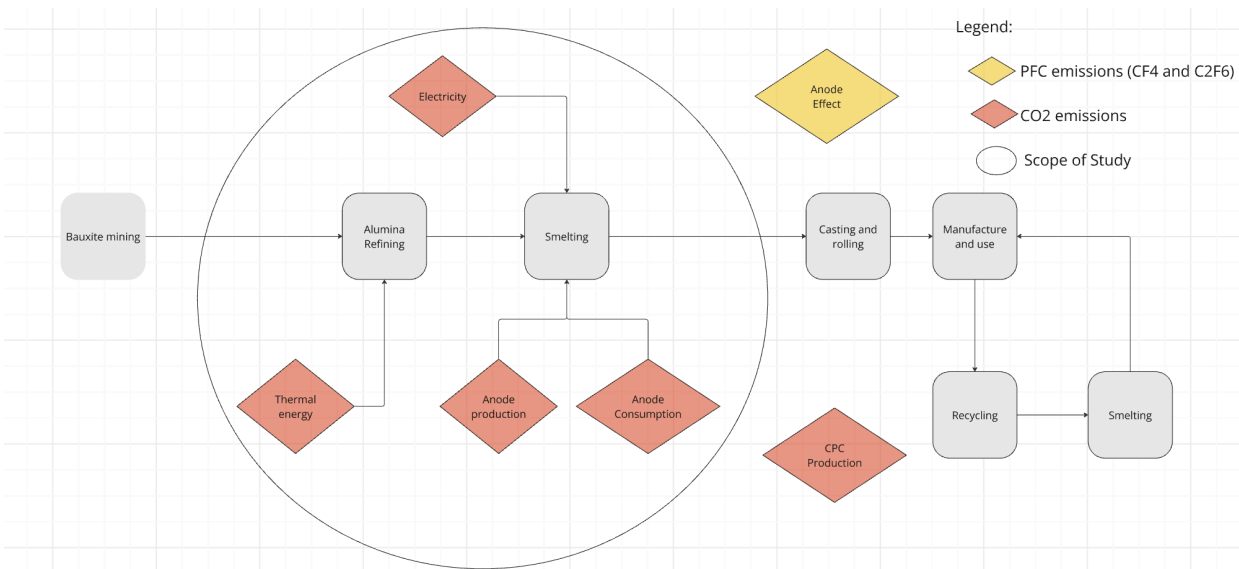 Legend:
PFC emissions (CF4 and C2F6)
CO2 emissions
Scope of Study
Electricity
Anode
Effect
Bauxite mining
Alumina
Refining
Smelting
Casting and
rolling
Manufacture
and use
Thermal
energy
Anode
production
Anode
Consumption
CPC
Production
Recycling
Smelting